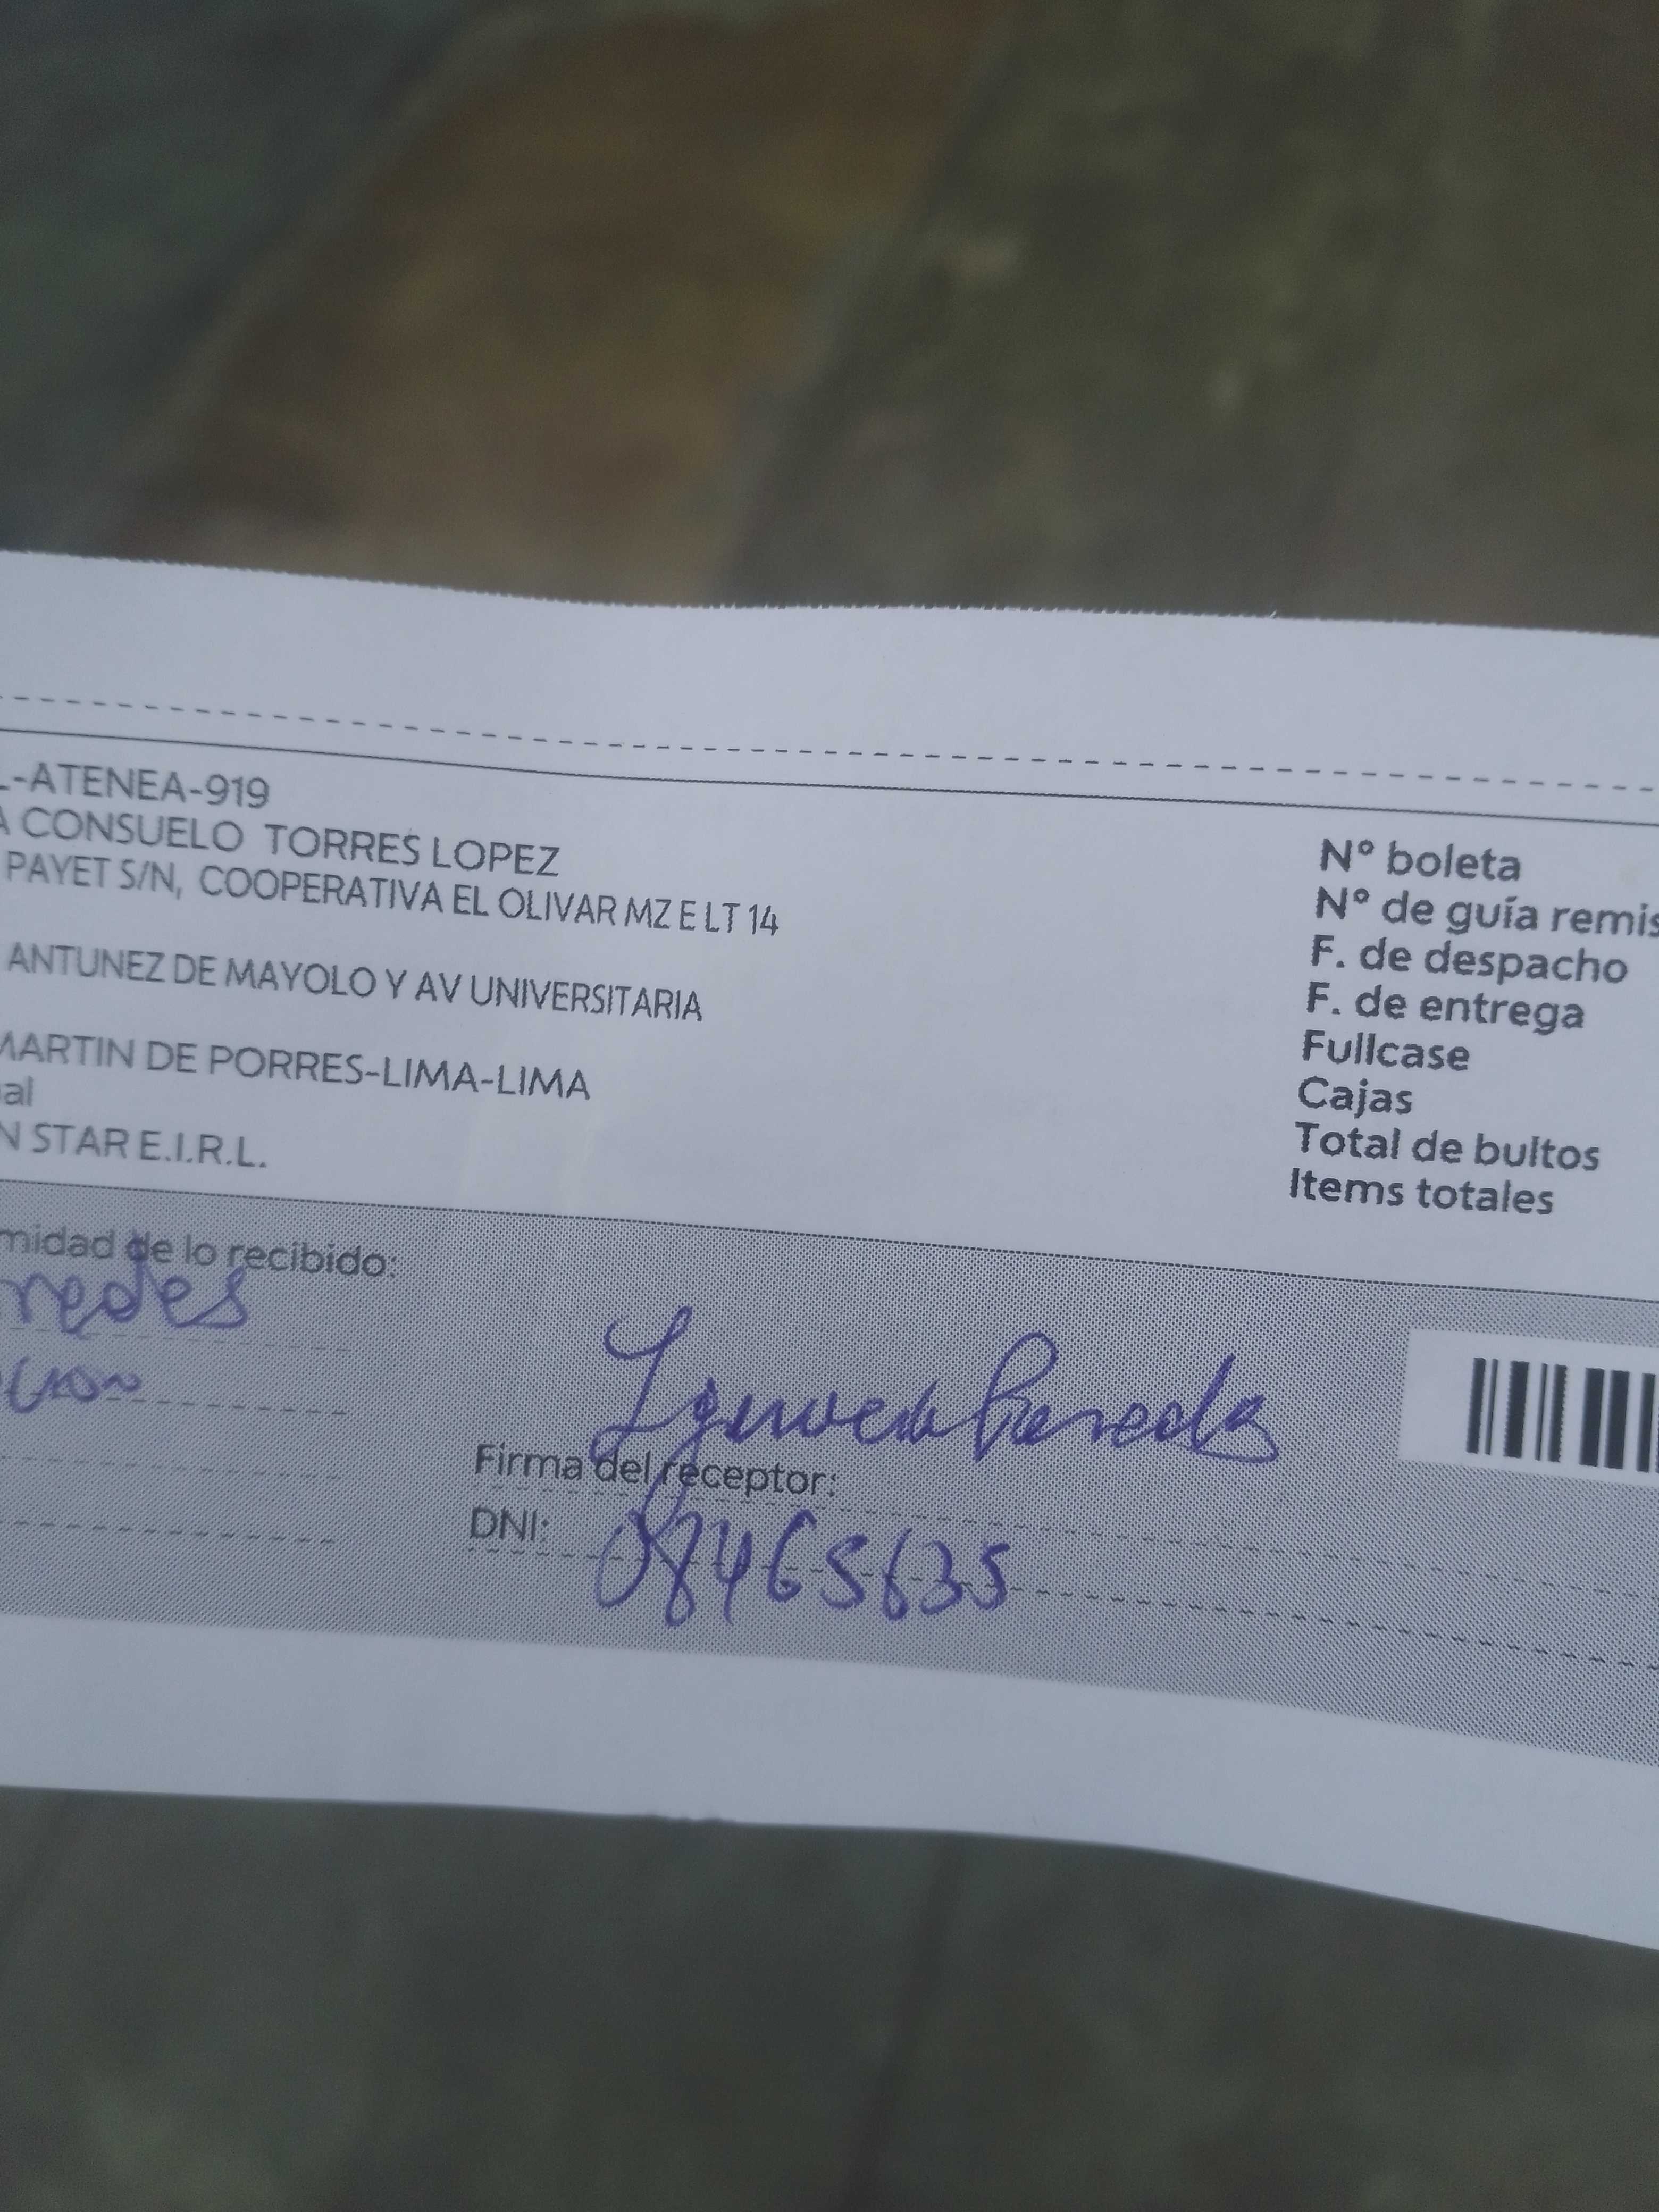 L-ATENEA-919
A CONSUELO TORRES LOPEZ
PAYET S/N, COOPERATIVA EL OLIVAR MZ E LT 14
ANTUNEZ DE MAYOLO Y AV UNIVERSITARIA
MARTIN DE PORRES-LIMA-LIMA
al
N STAR E.I.R.L.
Nº boleta
Nº de guía remis
F. de despacho
F. de entrega
Fullcase
Cajas
Total de bultos
Items totales
midad de lo recibido:
redes
Firma del receptor:
DNI: 08465635